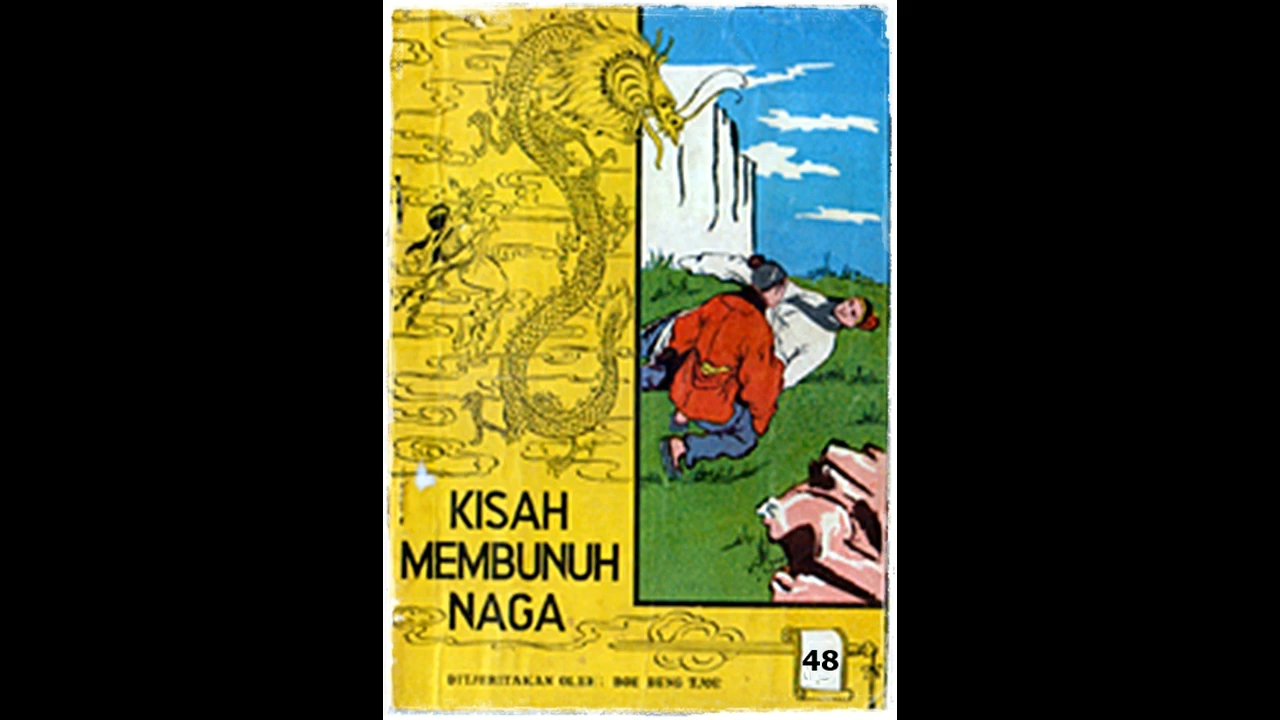 KISAH
MEMBUNUH
NAGA
48
DITJERITAKAN OLEH : BOE BENG TJOE